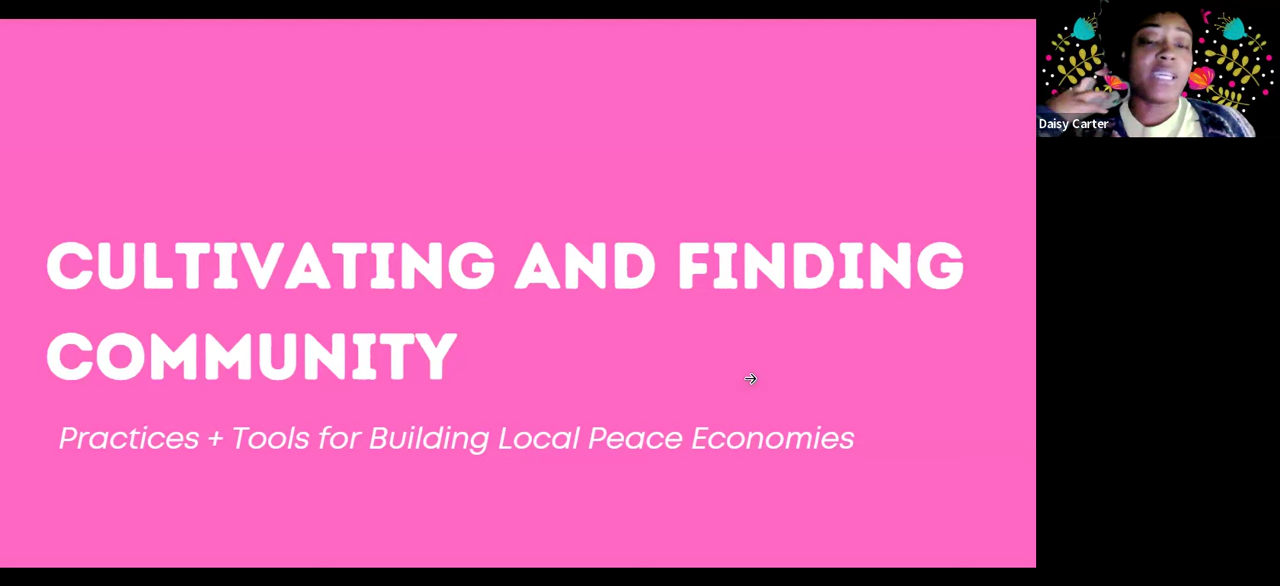 CULTIVATING AND FINDING
COMMUNITY
Practices + Tools for Building Local Peace Economies
Daisy Carter